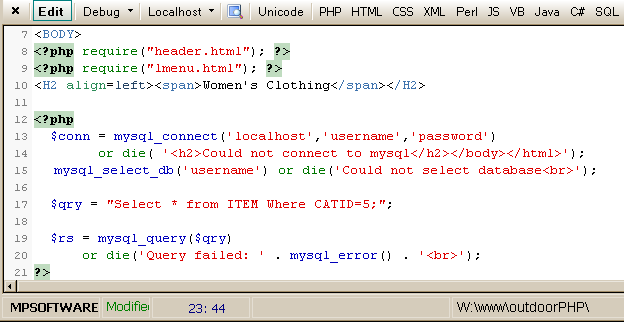 × Edit Debug Localhost Unicode PHP HTML CSS XML Perl JS VB Java C# SQL
7 <BODY>
8 <?php require("header.html"); ?>
9 <?php require("lmenu.html"); ?>
10 <H2 align=left><span>Women's Clothing</span></H2>
11
12 <?php
13 $conn = mysql_connect('localhost','username','password')
14 or die( '<h2>Could not connect to mysql</h2></body></html>');
15 mysql_select_db('username') or die('Could not select database<br>');
16
17 $qry = "Select * from ITEM Where CATID=5;";
18
19 $rs = mysql_query($qry)
20 or die('Query failed: ' . mysql_error() . '<br>');
21 ?>
MPSOFTWARE Modified 23: 44 W:\www\outdoorPHP\